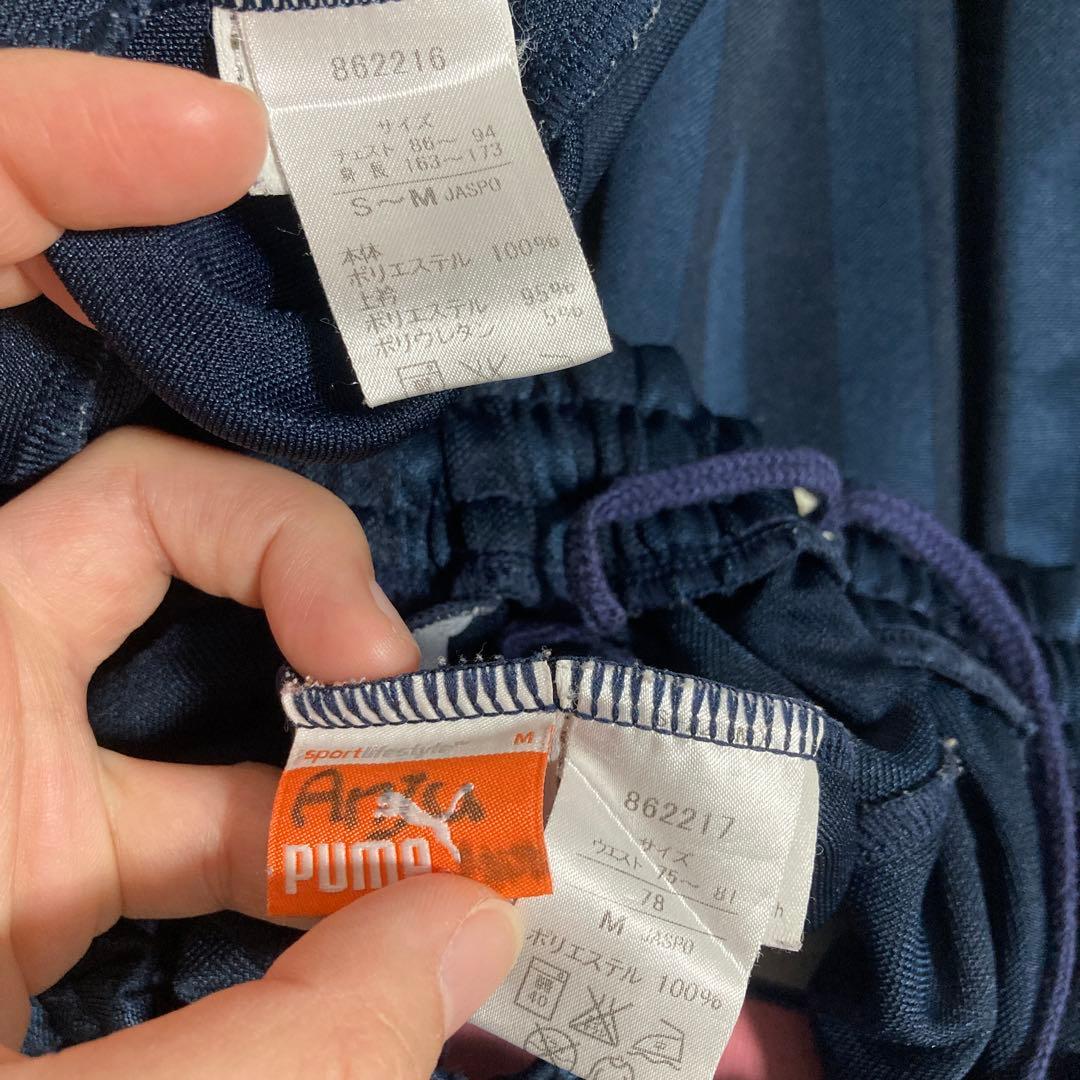 862216
サイズ
チェスト 86～ 94
身長 163～173
S～M JASPO
本体
ポリエステル 100%
上衿
ポリエステル 95%
ポリウレタン 5%
sportlifestyle™ M
PUMA
862217
サイズ
ウエスト 75～ 81
78
M JASPO
ポリエステル 100%
40
h